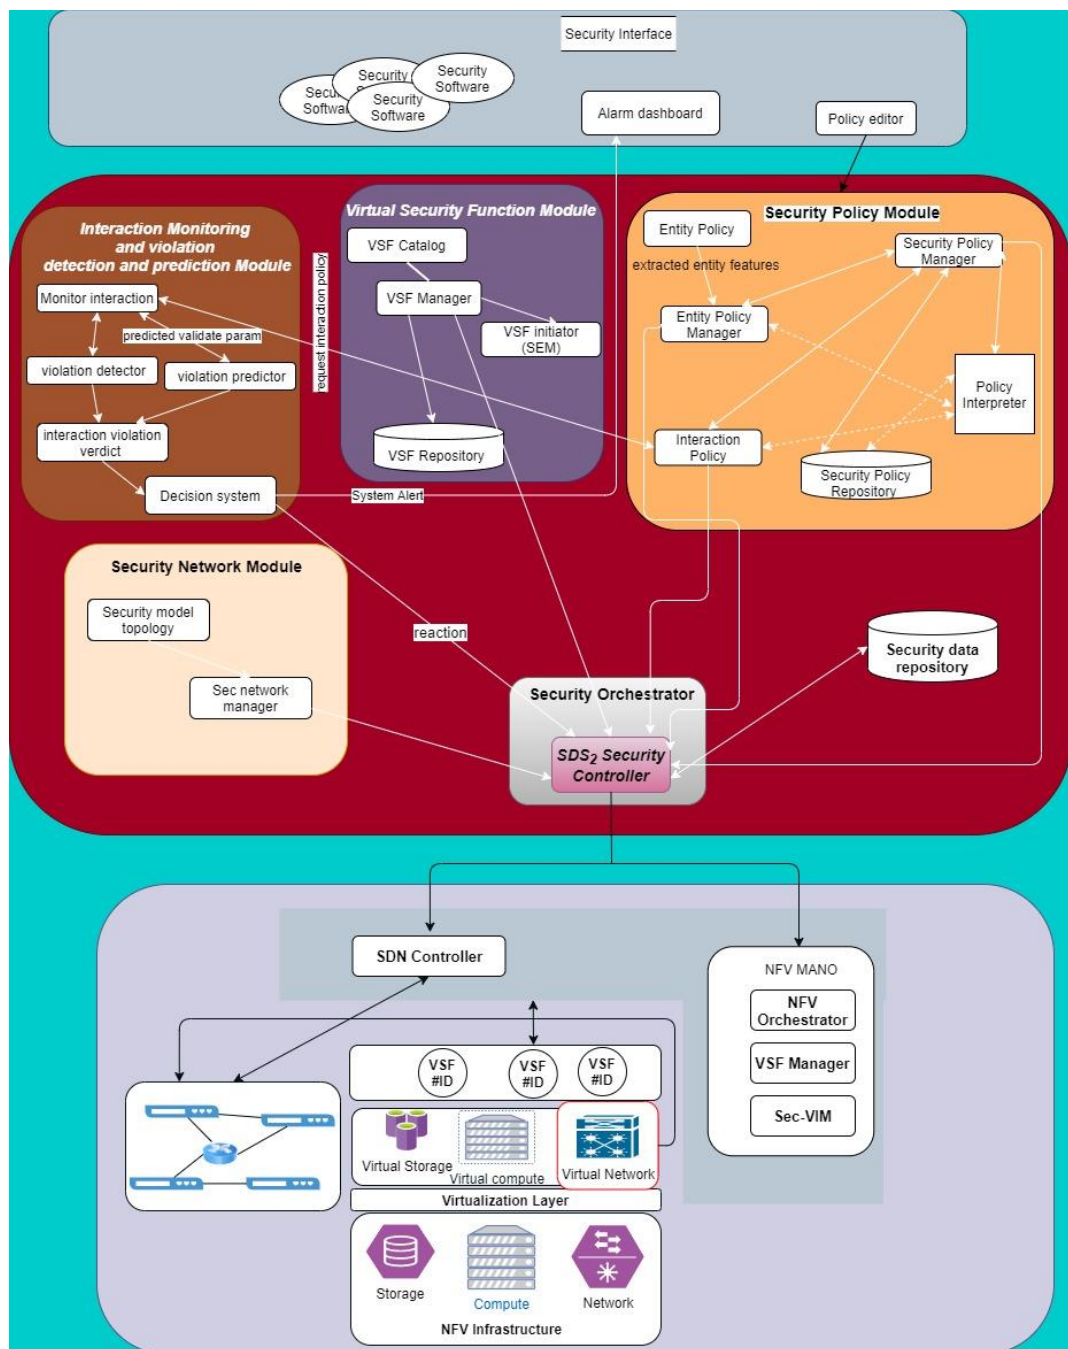 Security Interface
Security
Software
Security
Security
Software
Security
Software
Alarm dashboard
Policy editor
Interaction Monitoring
and violation
detection and prediction Module
Monitor interaction
predicted validate param
violation detector
violation predictor
interaction violation
verdict
Decision system
request interaction policy
Virtual Security Function Module
VSF Catalog
VSF Manager
VSF initiator
(SEM)
VSF Repository
System Alert
Security Policy Module
Entity Policy
extracted entity features
Security Policy
Manager
Entity Policy
Manager
Policy
Interpreter
Interaction
Policy
Security Policy
Repository
Security Network Module
Security model
topology
Sec network
manager
reaction
Security data
repository
Security Orchestrator
SDS2 Security
Controller
SDN Controller
NFV MANO
NFV
Orchestrator
VSF Manager
Sec-VIM
VSF
#ID
VSF
#ID
VSF
#ID
Virtual Storage
Virtual compute
Virtual Network
Virtualization Layer
Storage
Compute
Network
NFV Infrastructure